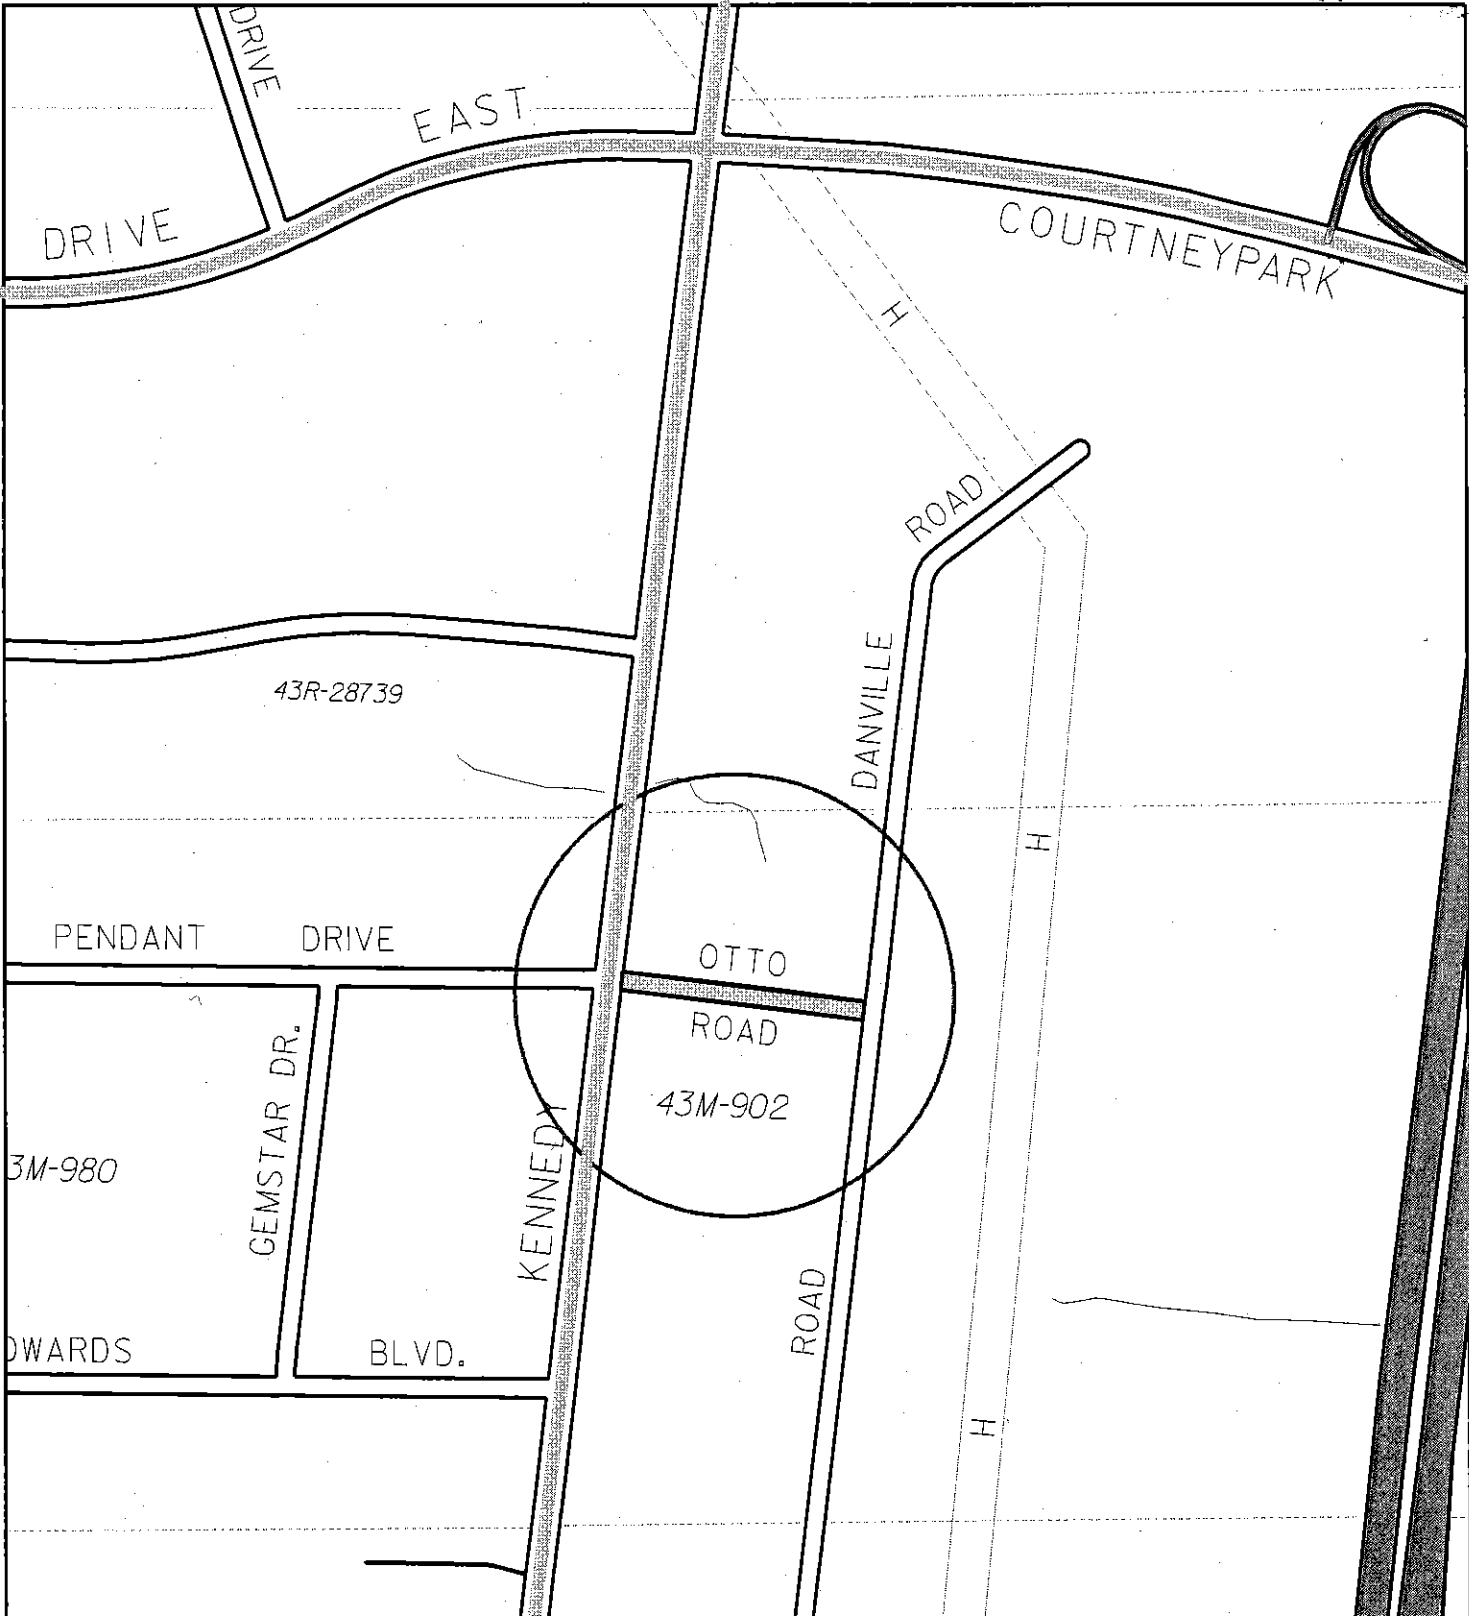 DRIVE
EAST
DRIVE
COURTNEYPARK
H
ROAD
DANVILLE
43R-28739
H
PENDANT DRIVE
OTTO
ROAD
GEMSTAR DR.
43M-902
KENNEDY
3M-980
ROAD
DWARDS BLVD.
H